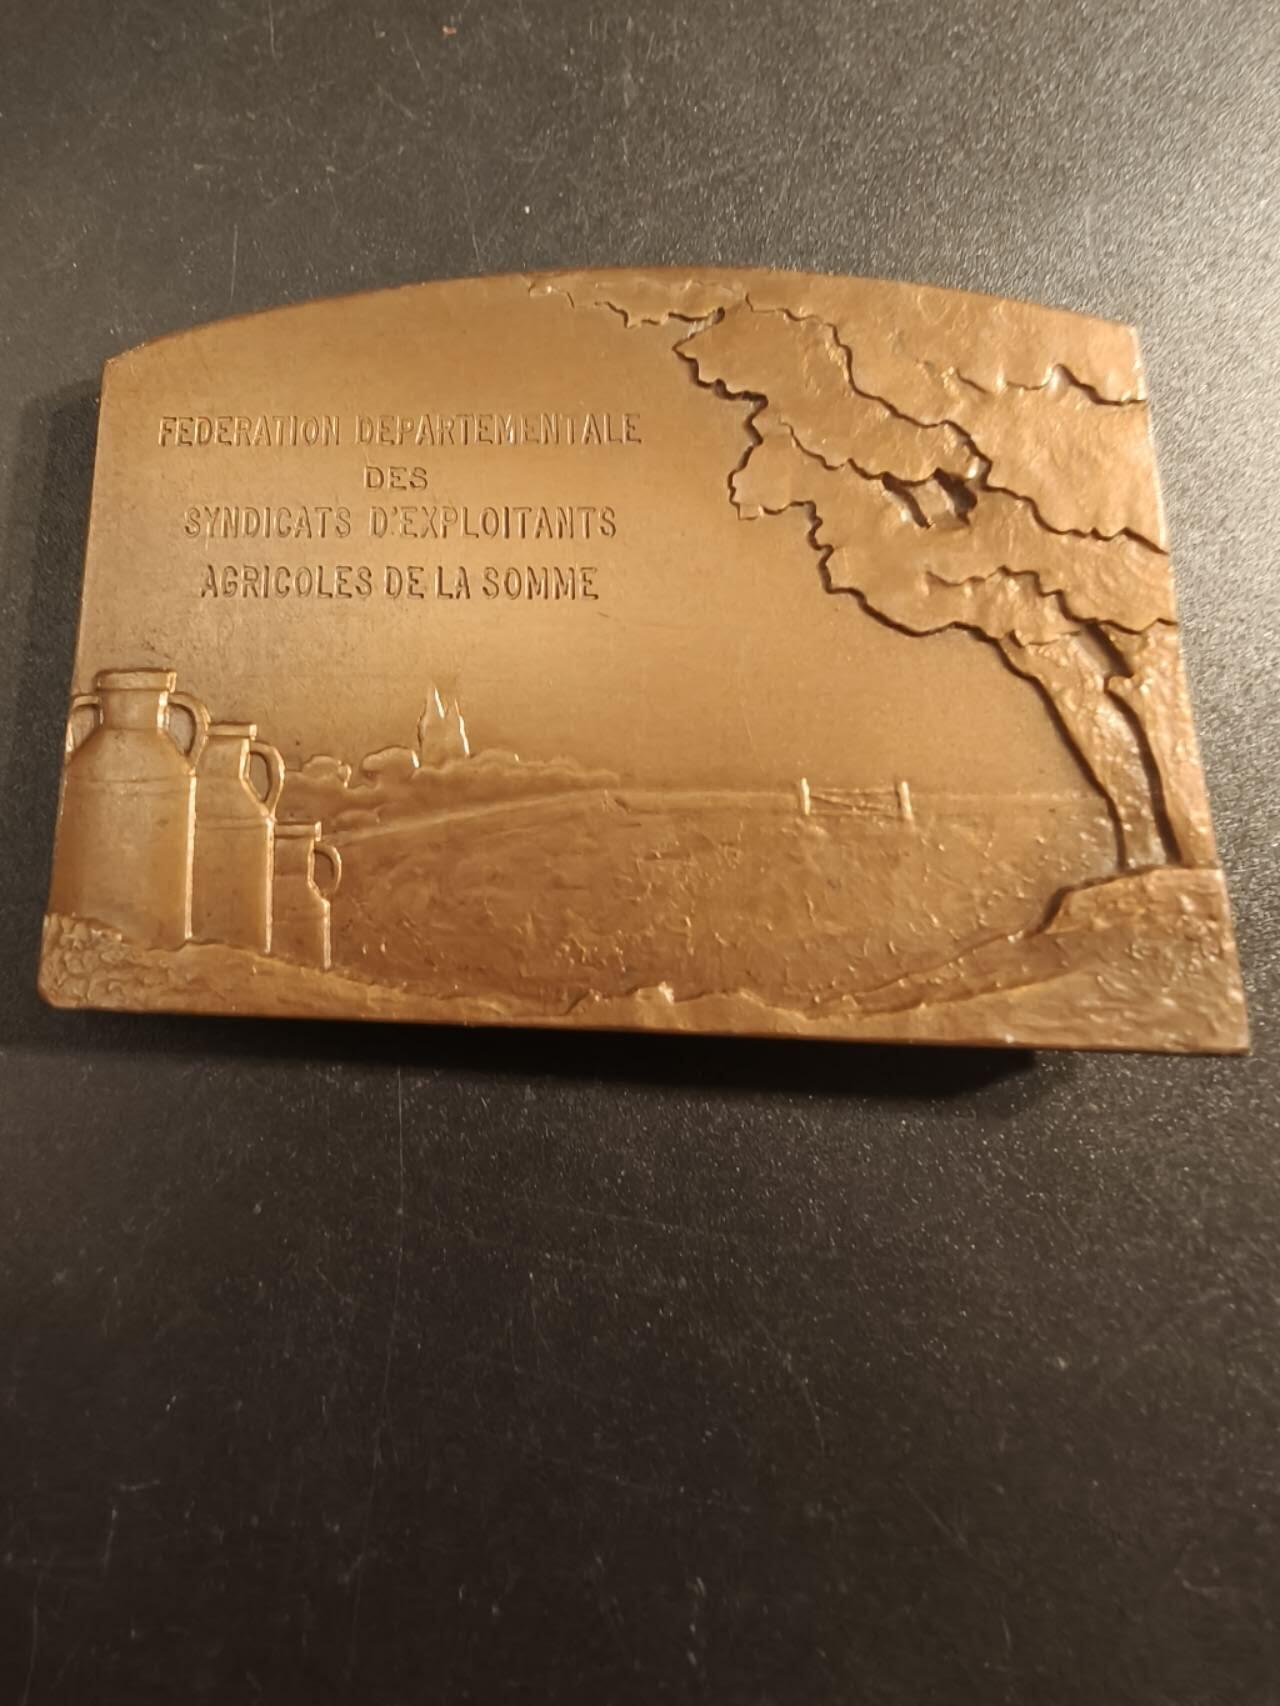 FEDERATION DEPARTEMENTALE
DES
SYNDICATS D'EXPLOITANTS
AGRICOLES DE LA SOMME